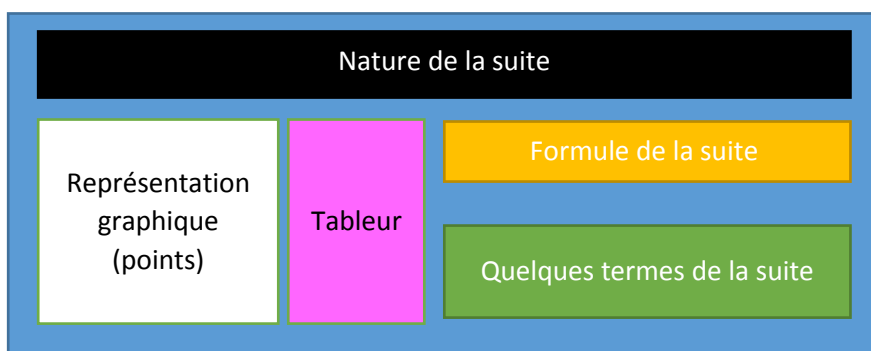 Nature de la suite
Représentation
graphique
(points)
Tableur
Formule de la suite
Quelques termes de la suite